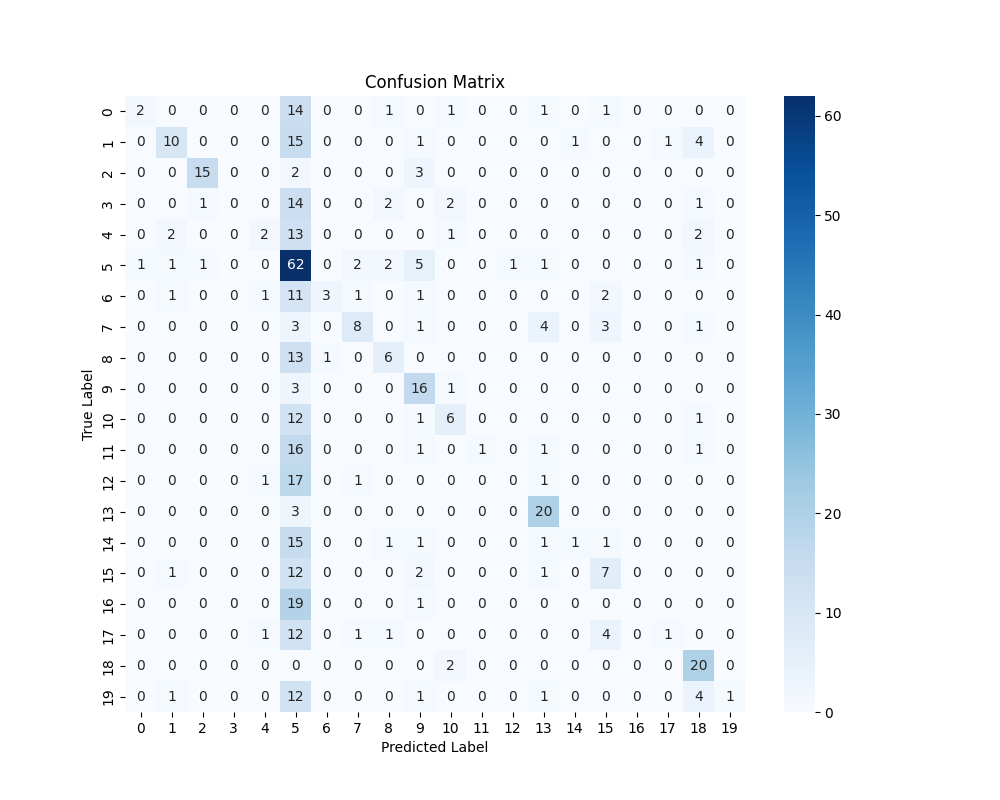 Confusion Matrix
True Label
0 2 0 0 0 0 14 0 0 1 0 1 0 0 1 0 1 0 0 0 0
1 0 10 0 0 0 15 0 0 0 1 0 0 0 0 1 0 0 1 4 0
2 0 0 15 0 0 2 0 0 0 3 0 0 0 0 0 0 0 0 0 0
3 0 0 1 0 0 14 0 0 2 0 2 0 0 0 0 0 0 0 1 0
4 0 2 0 0 2 13 0 0 0 0 1 0 0 0 0 0 0 0 2 0
5 1 1 1 0 0 62 0 2 2 5 0 0 1 1 0 0 0 0 1 0
6 0 1 0 0 1 11 3 1 0 1 0 0 0 0 0 2 0 0 0 0
7 0 0 0 0 0 3 0 8 0 1 0 0 0 4 0 3 0 0 1 0
8 0 0 0 0 0 13 1 0 6 0 0 0 0 0 0 0 0 0 0 0
9 0 0 0 0 0 3 0 0 0 16 1 0 0 0 0 0 0 0 0 0
10 0 0 0 0 0 12 0 0 0 1 6 0 0 0 0 0 0 0 1 0
11 0 0 0 0 0 16 0 0 0 1 0 1 0 1 0 0 0 0 1 0
12 0 0 0 0 1 17 0 1 0 0 0 0 0 1 0 0 0 0 0 0
13 0 0 0 0 0 3 0 0 0 0 0 0 0 20 0 0 0 0 0 0
14 0 0 0 0 0 15 0 0 1 1 0 0 0 1 1 1 0 0 0 0
15 0 1 0 0 0 12 0 0 0 2 0 0 0 1 0 7 0 0 0 0
16 0 0 0 0 0 19 0 0 0 1 0 0 0 0 0 0 0 0 0 0
17 0 0 0 0 1 12 0 1 1 0 0 0 0 0 0 4 0 1 0 0
18 0 0 0 0 0 0 0 0 0 0 2 0 0 0 0 0 0 0 20 0
19 0 1 0 0 0 12 0 0 0 1 0 0 0 1 0 0 0 0 4 1
0 1 2 3 4 5 6 7 8 9 10 11 12 13 14 15 16 17 18 19
Predicted Label
60
50
40
30
20
10
0